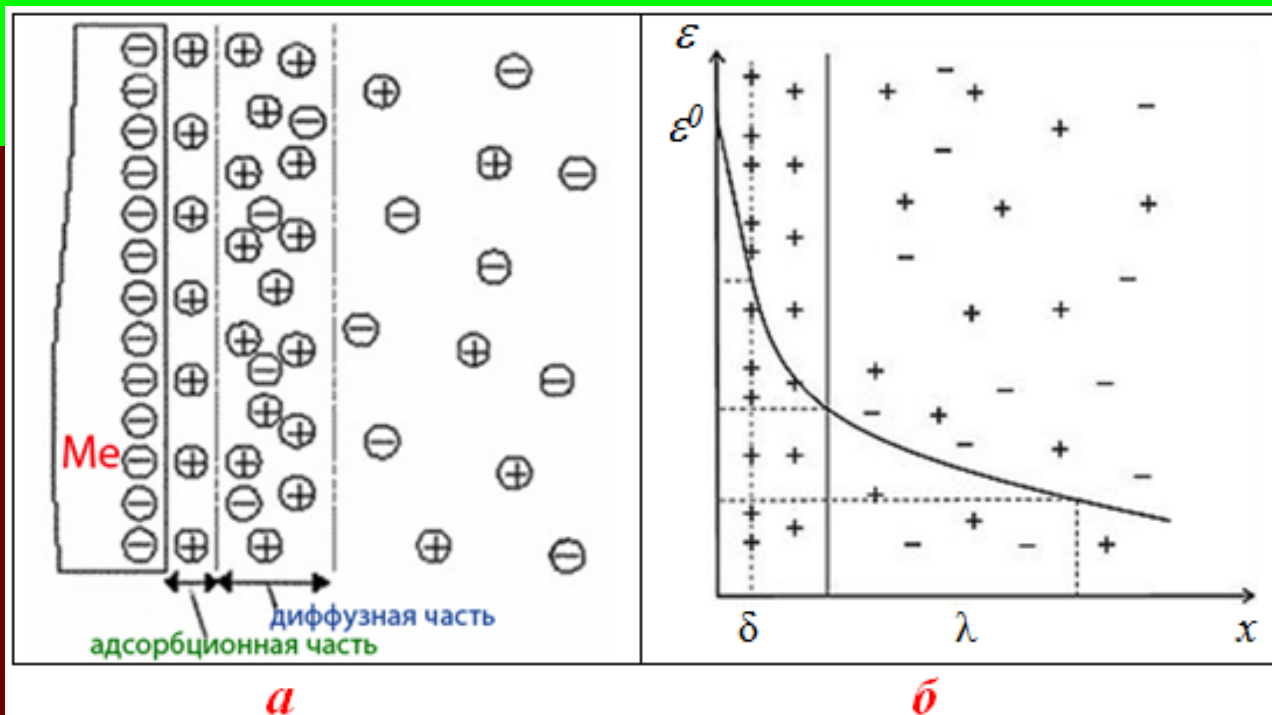 Me
диффузная часть
адсорбционная часть
а
ε
ε⁰
δ
λ
x
б